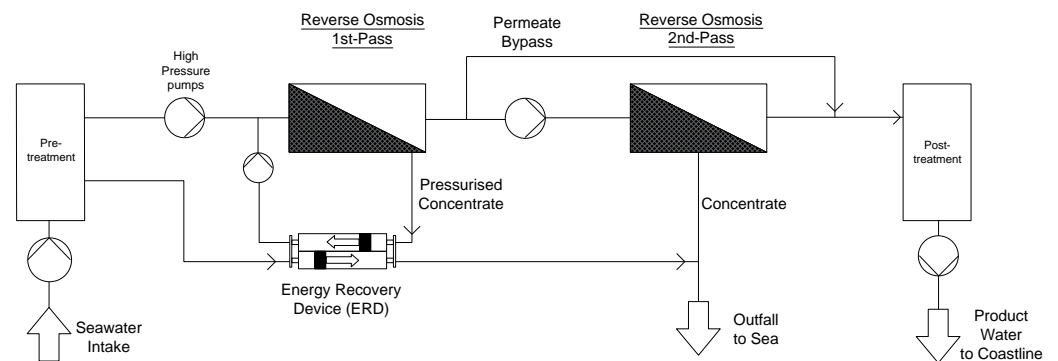 Reverse Osmosis
1st-Pass
Permeate
Bypass
Reverse Osmosis
2nd-Pass
High
Pressure
pumps
Pre-
treatment
Post-
treatment
Pressurised
Concentrate
Concentrate
Energy Recovery
Device (ERD)
Seawater
Intake
Outfall
to Sea
Product
Water
to Coastline